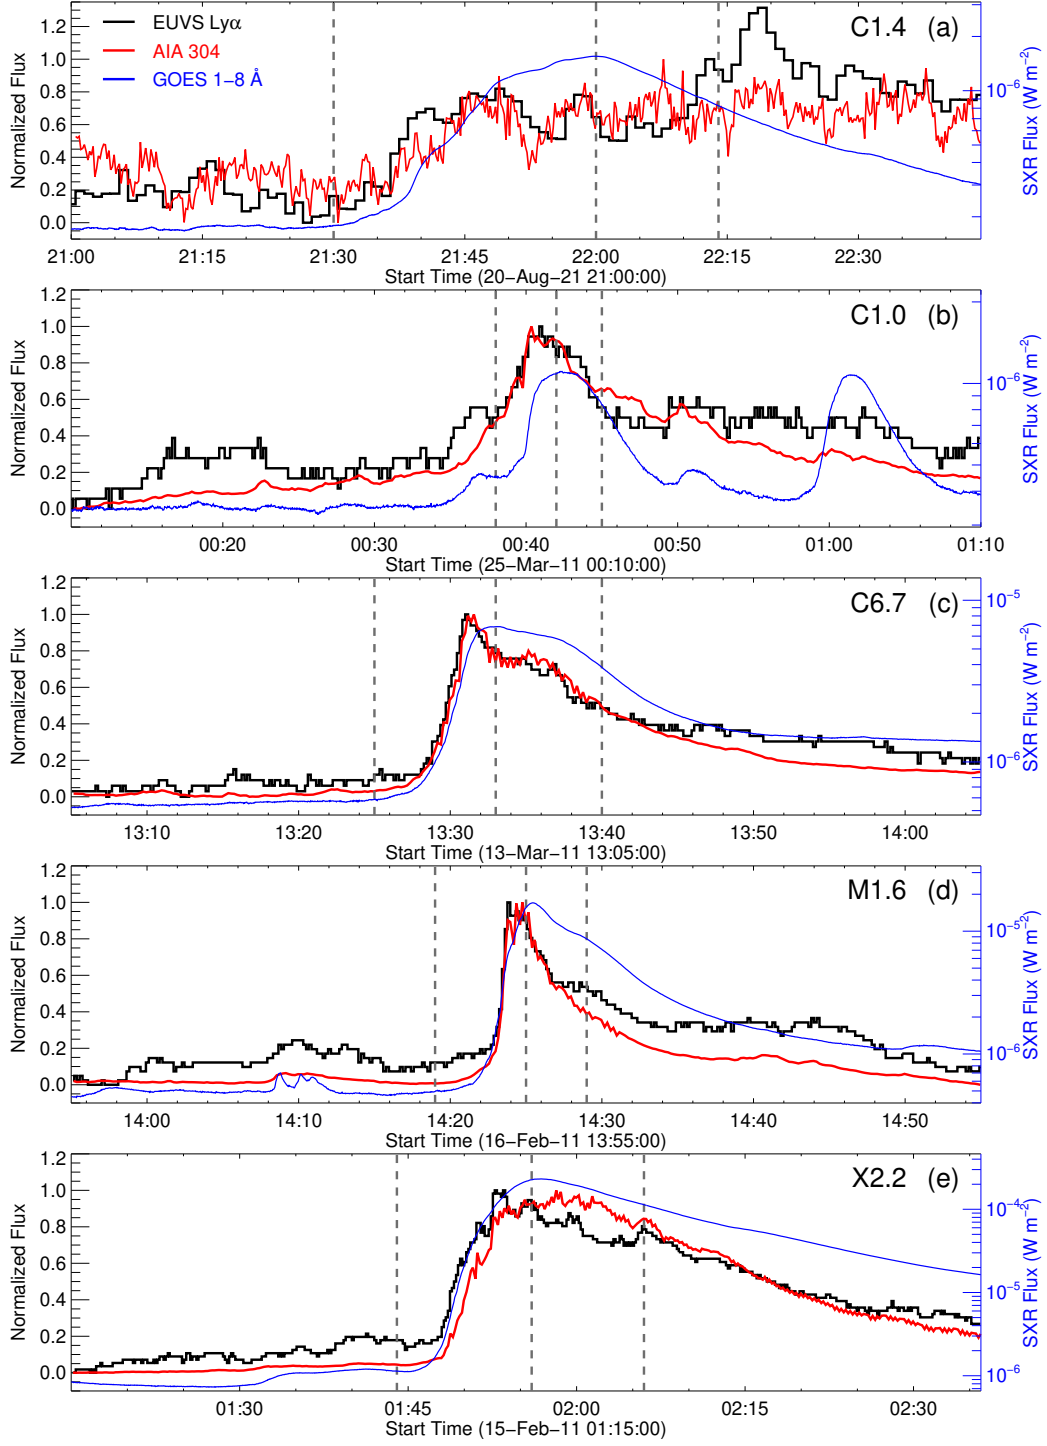 EUVS Lyα
AIA 304
GOES 1−8 Å
C1.4 (a)
Normalized Flux
1.2
1.0
0.8
0.6
0.4
0.2
0.0
10⁻⁶
SXR Flux (W m⁻²)
21:00 21:15 21:30 21:45 22:00 22:15 22:30
Start Time (20−Aug−21 21:00:00)
C1.0 (b)
Normalized Flux
1.2
1.0
0.8
0.6
0.4
0.2
0.0
10⁻⁶
SXR Flux (W m⁻²)
00:20 00:30 00:40 00:50 01:00 01:10
Start Time (25−Mar−11 00:10:00)
C6.7 (c)
Normalized Flux
1.2
1.0
0.8
0.6
0.4
0.2
0.0
10⁻⁵
10⁻⁶
SXR Flux (W m⁻²)
13:10 13:20 13:30 13:40 13:50 14:00
Start Time (13−Mar−11 13:05:00)
M1.6 (d)
Normalized Flux
1.2
1.0
0.8
0.6
0.4
0.2
0.0
10⁻⁵
10⁻⁶
SXR Flux (W m⁻²)
14:00 14:10 14:20 14:30 14:40 14:50
Start Time (16−Feb−11 13:55:00)
X2.2 (e)
Normalized Flux
1.2
1.0
0.8
0.6
0.4
0.2
0.0
10⁻⁴
10⁻⁵
10⁻⁶
SXR Flux (W m⁻²)
01:30 01:45 02:00 02:15 02:30
Start Time (15−Feb−11 01:15:00)